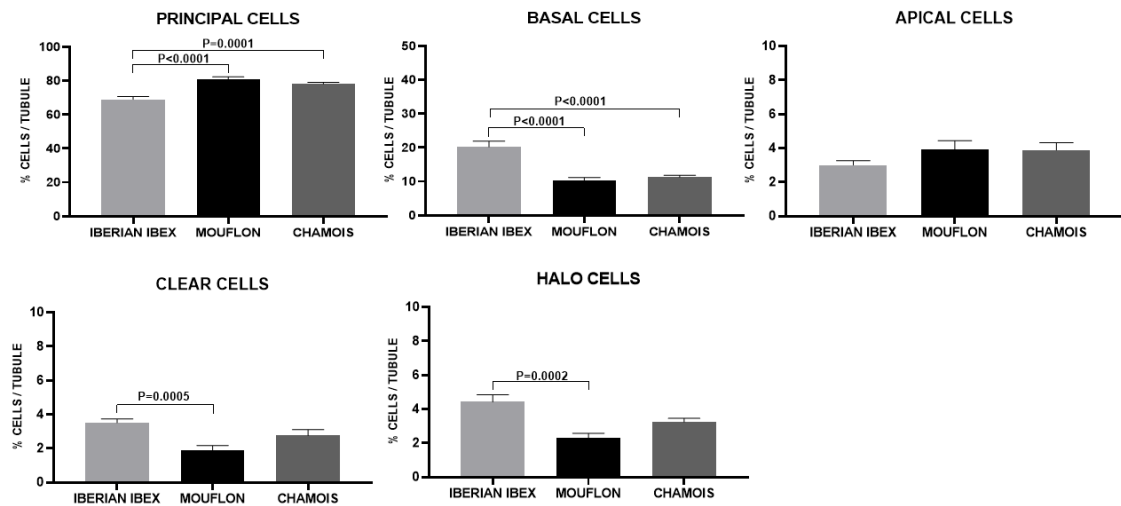 PRINCIPAL CELLS
% CELLS / TUBULE
100
80
60
40
20
0
P=0.0001
P<0.0001
IBERIAN IBEX MOUFLON CHAMOIS
BASAL CELLS
% CELLS / TUBULE
50
40
30
20
10
0
P<0.0001
P<0.0001
IBERIAN IBEX MOUFLON CHAMOIS
APICAL CELLS
% CELLS / TUBULE
10
8
6
4
2
0
IBERIAN IBEX MOUFLON CHAMOIS
CLEAR CELLS
% CELLS / TUBULE
10
8
6
4
2
0
P=0.0005
IBERIAN IBEX MOUFLON CHAMOIS
HALO CELLS
% CELLS / TUBULE
10
8
6
4
2
0
P=0.0002
IBERIAN IBEX MOUFLON CHAMOIS